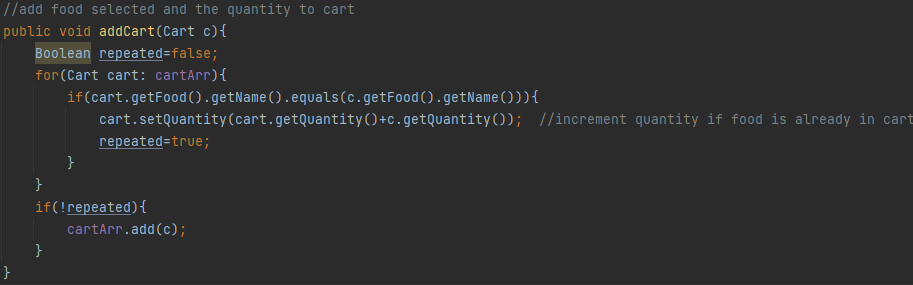 //add food selected and the quantity to cart
public void addCart(Cart c){
    Boolean repeated=false;
    for(Cart cart: cartArr){
        if(cart.getFood().getName().equals(c.getFood().getName())){
            cart.setQuantity(cart.getQuantity()+c.getQuantity());  //increment quantity if food is already in cart
            repeated=true;
        }
    }
    if(!repeated){
        cartArr.add(c);
    }
}